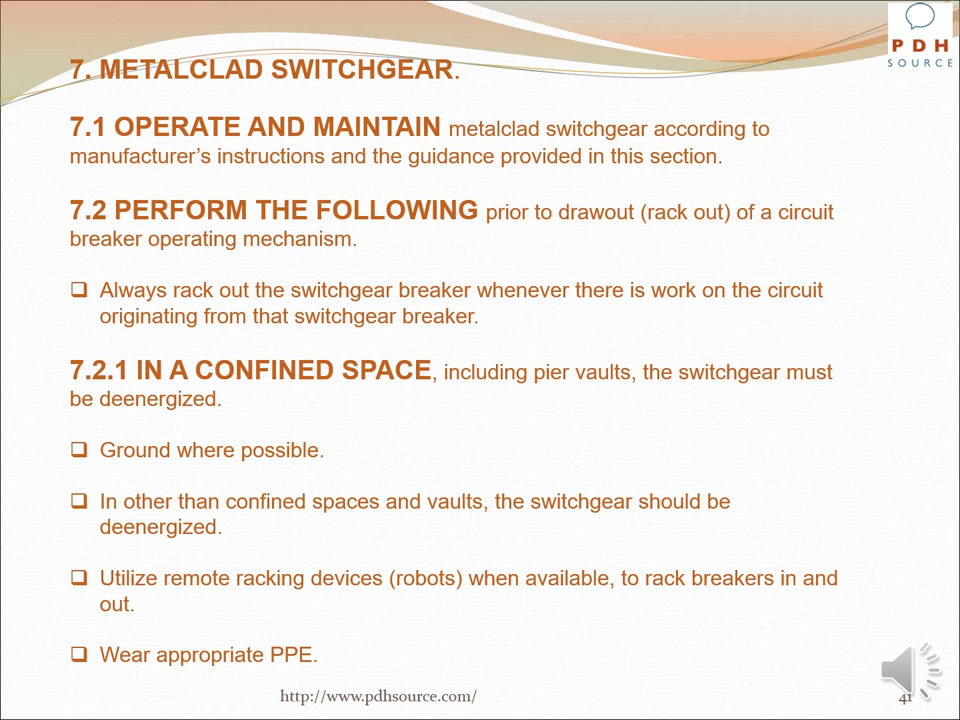 PDH
SOURCE
7. METALCLAD SWITCHGEAR.
7.1 OPERATE AND MAINTAIN metalclad switchgear according to
manufacturer’s instructions and the guidance provided in this section.
7.2 PERFORM THE FOLLOWING prior to drawout (rack out) of a circuit
breaker operating mechanism.
❑ Always rack out the switchgear breaker whenever there is work on the circuit
originating from that switchgear breaker.
7.2.1 IN A CONFINED SPACE, including pier vaults, the switchgear must
be deenergized.
❑ Ground where possible.
❑ In other than confined spaces and vaults, the switchgear should be
deenergized.
❑ Utilize remote racking devices (robots) when available, to rack breakers in and
out.
❑ Wear appropriate PPE.
http://www.pdhsource.com/
41